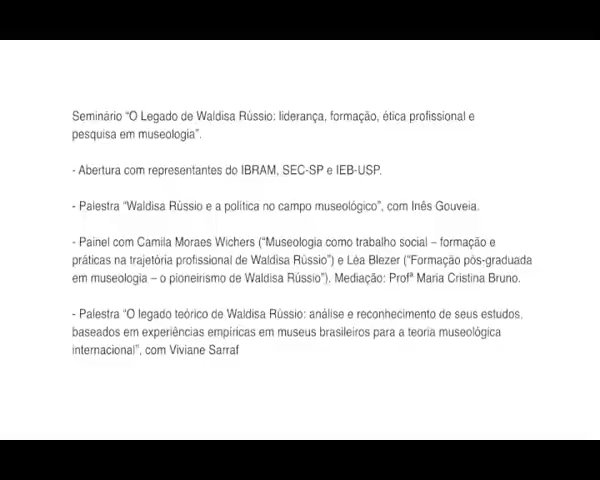 Seminário “O Legado de Waldisa Rússio: liderança, formação, ética profissional e
pesquisa em museologia”.
- Abertura com representantes do IBRAM, SEC-SP e IEB-USP.
- Palestra “Waldisa Rùssio e a política no campo museológico”, com Inês Gouveia.
- Painel com Camila Moraes Wichers (“Museologia como trabalho social – formação e
práticas na trajetória profissional de Waldisa Rùssio”) e Léa Blezer (“Formação pós-graduada
em museologia – o pioneirismo de Waldisa Rùssio”). Mediação: Profª Maria Cristina Bruno.
- Palestra “O legado teórico de Waldisa Rùssio: análise e reconhecimento de seus estudos,
baseados em experiências empíricas em museus brasileiros para a teoria museológica
internacional”, com Viviane Sarraf